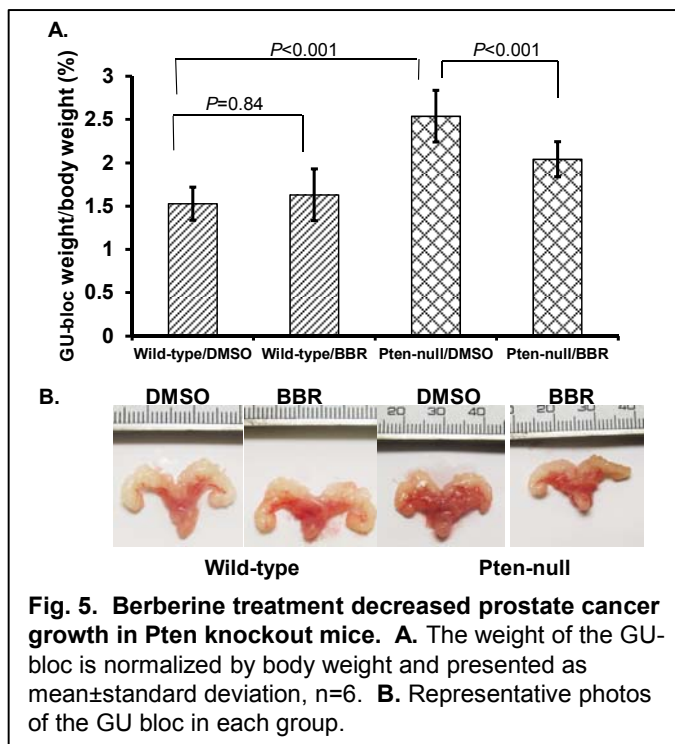 A.
P<0.001
P<0.001
P=0.84
GU-bloc weight/body weight (%)
3
2.5
2
1.5
1
0.5
0
Wild-type/DMSO Wild-type/BBR Pten-null/DMSO Pten-null/BBR
B. DMSO BBR DMSO BBR
20 30 40
20 30 40
Wild-type Pten-null
Fig. 5. Berberine treatment decreased prostate cancer
growth in Pten knockout mice. A. The weight of the GU-
bloc is normalized by body weight and presented as
mean±standard deviation, n=6. B. Representative photos
of the GU bloc in each group.